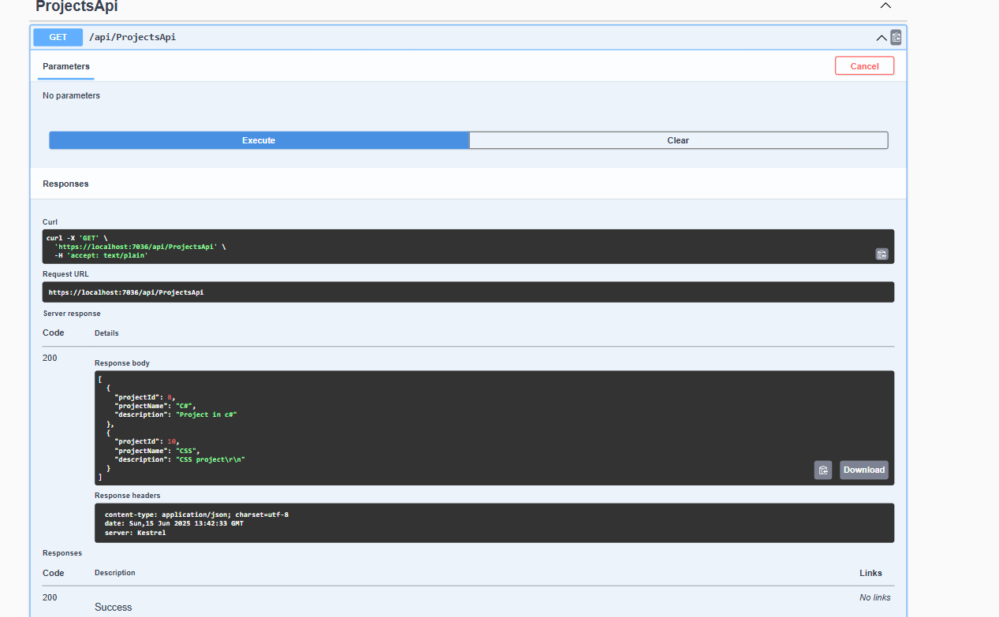 ProjectsApi
GET /api/ProjectsApi
Parameters
Cancel
No parameters
Execute
Clear
Responses
Curl
curl -X 'GET' \
  'https://localhost:7036/api/ProjectsApi' \
  -H 'accept: text/plain'
Request URL
https://localhost:7036/api/ProjectsApi
Server response
Code Details
200
Response body
[
  {
    "projectId": 8,
    "projectName": "C#",
    "description": "Project in c#"
  },
  {
    "projectId": 10,
    "projectName": "CSS",
    "description": "CSS project\r\n"
  }
]
Download
Response headers
content-type: application/json; charset=utf-8
date: Sun,15 Jun 2025 13:42:33 GMT
server: Kestrel
Responses
Code Description Links
200 No links
Success